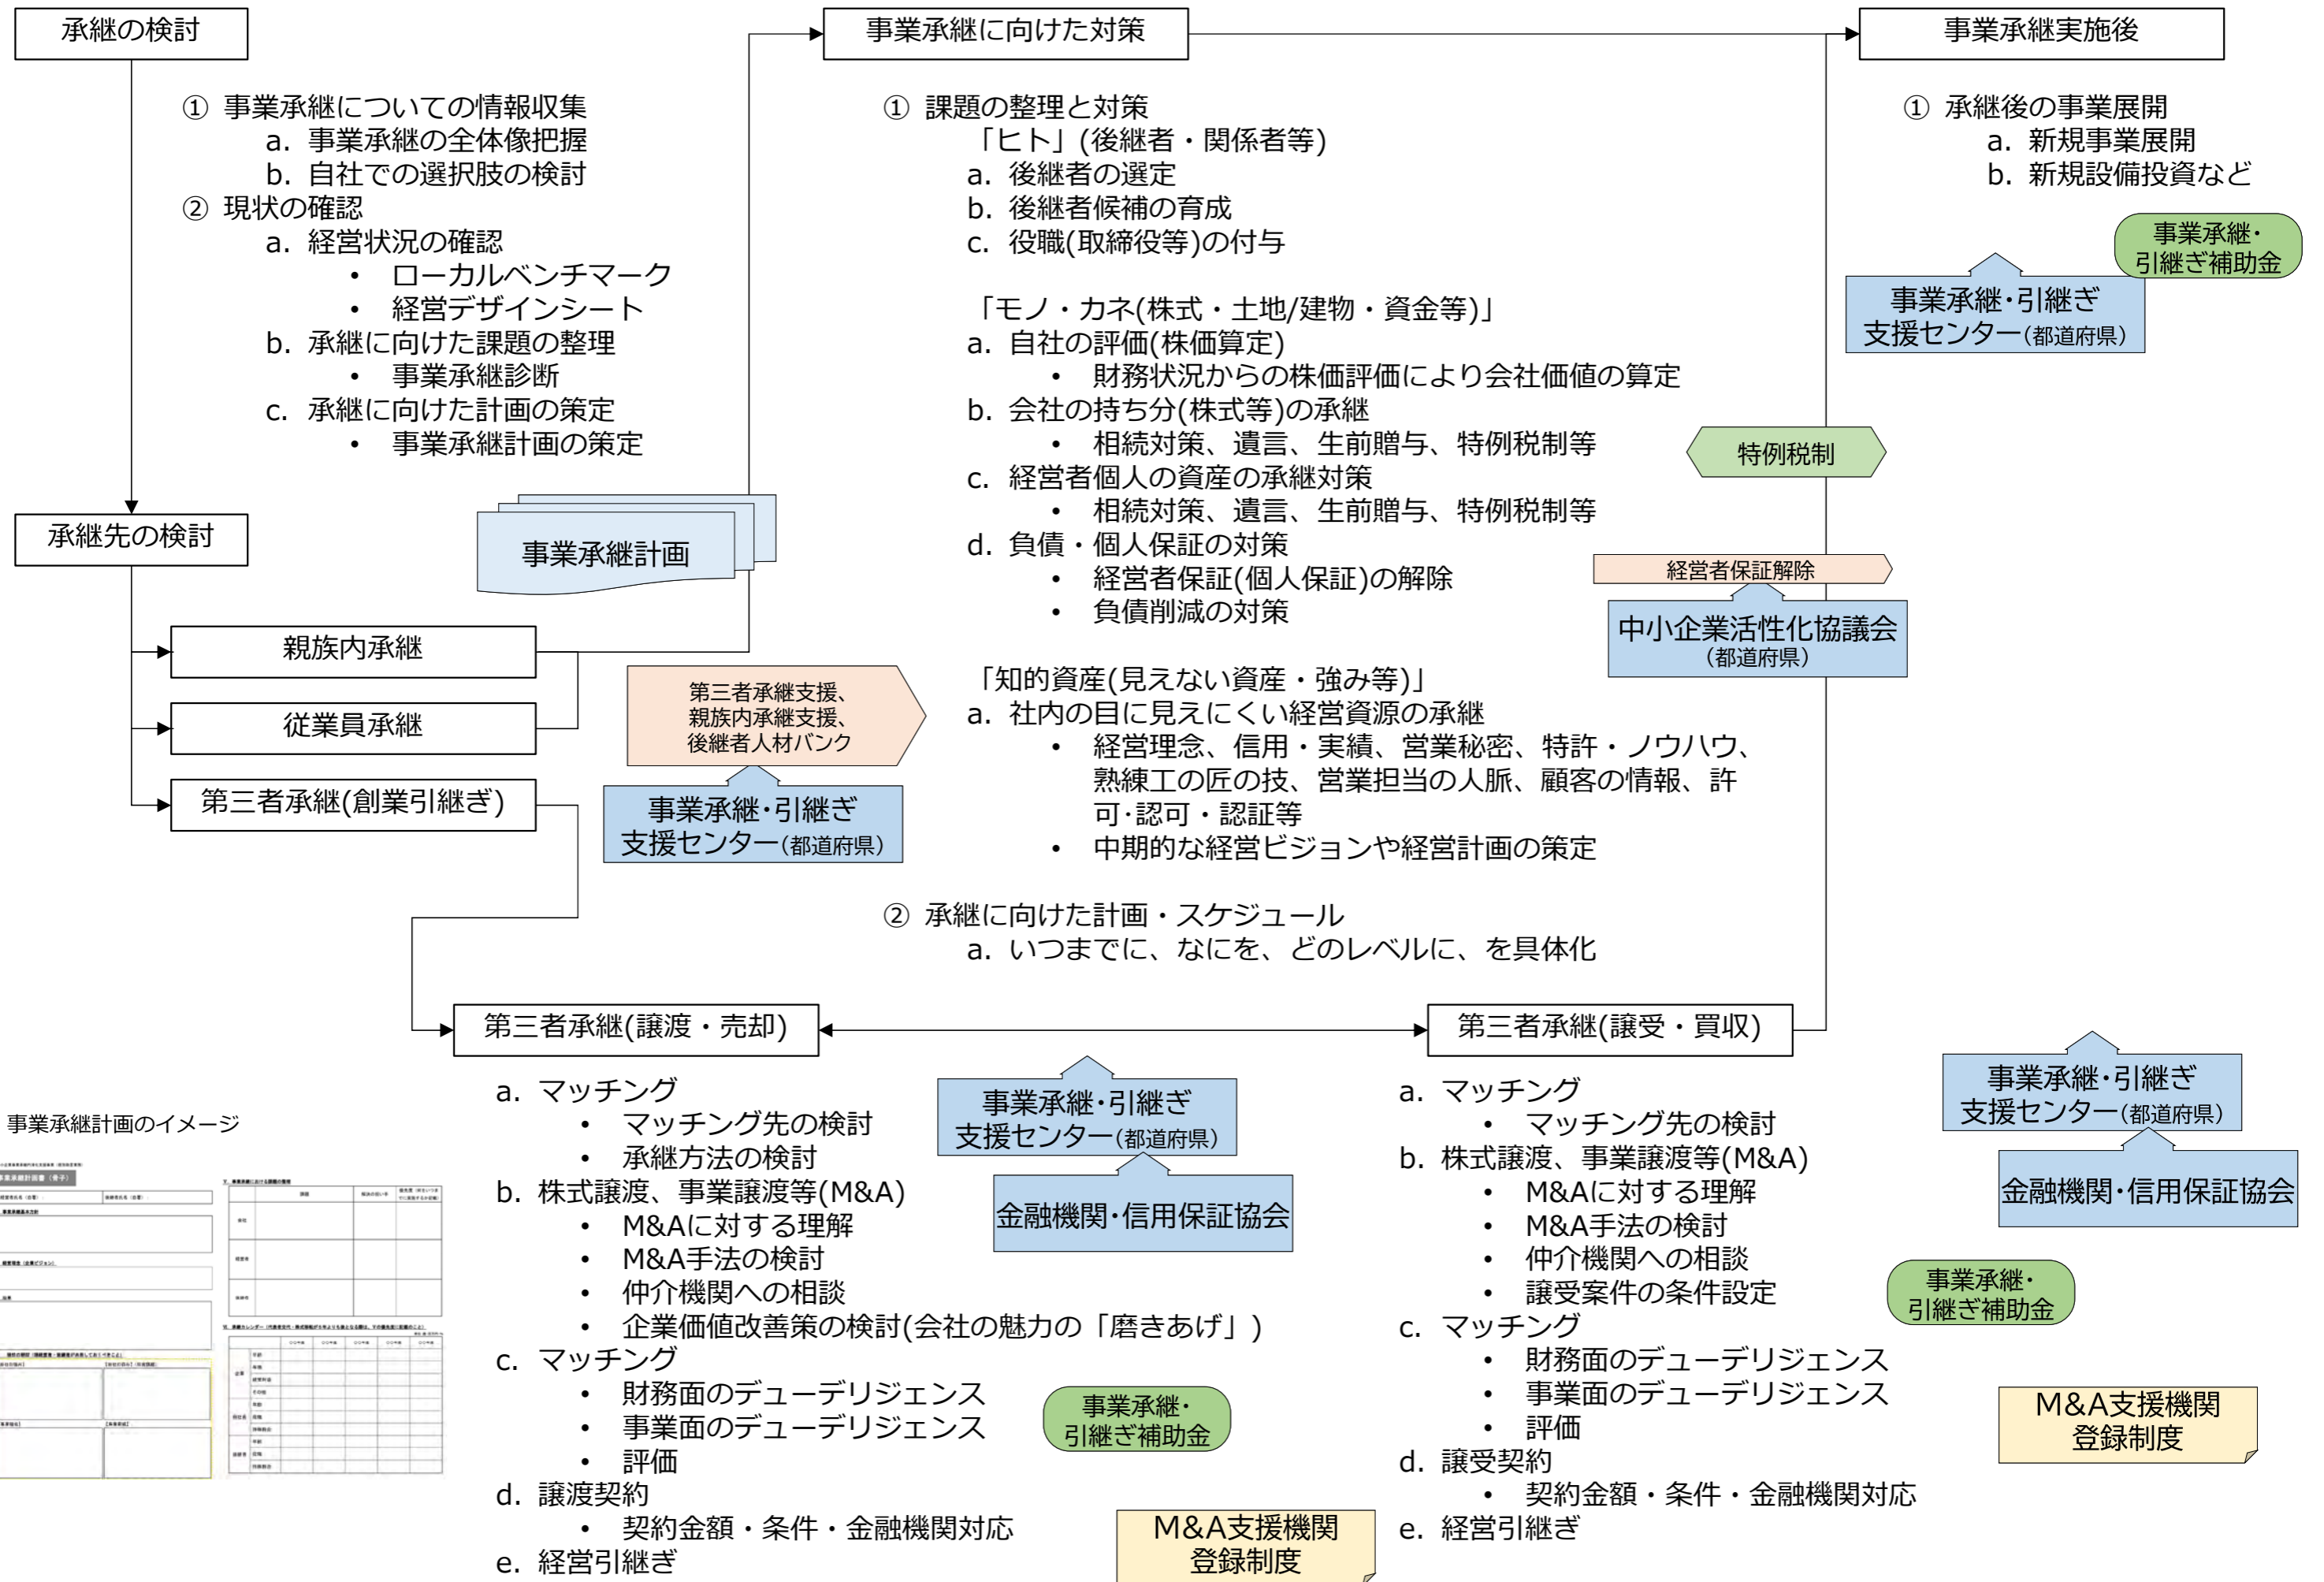 承継の検討
① 事業承継についての情報収集
a. 事業承継の全体像把握
b. 自社での選択肢の検討
② 現状の確認
a. 経営状況の確認
• ローカルベンチマーク
• 経営デザインシート
b. 承継に向けた課題の整理
• 事業承継診断
c. 承継に向けた計画の策定
• 事業承継計画の策定
承継先の検討
事業承継計画
親族内承継
従業員承継
第三者承継(創業引継ぎ)
第三者承継支援、
親族内承継支援、
後継者人材バンク
事業承継・引継ぎ
支援センター(都道府県)
事業承継に向けた対策
① 課題の整理と対策
「ヒト」(後継者・関係者等)
a. 後継者の選定
b. 後継者候補の育成
c. 役職(取締役等)の付与
「モノ・カネ(株式・土地/建物・資金等)」
a. 自社の評価(株価算定)
• 財務状況からの株価評価により会社価値の算定
b. 会社の持ち分(株式等)の承継
• 相続対策、遺言、生前贈与、特例税制等
c. 経営者個人の資産の承継対策
• 相続対策、遺言、生前贈与、特例税制等
d. 負債・個人保証の対策
• 経営者保証(個人保証)の解除
• 負債削減の対策
「知的資産(見えない資産・強み等)」
a. 社内の目に見えにくい経営資源の承継
• 経営理念、信用・実績、営業秘密、特許・ノウハウ、
熟練工の匠の技、営業担当の人脈、顧客の情報、許
可・認可・認証等
• 中期的な経営ビジョンや経営計画の策定
② 承継に向けた計画・スケジュール
a. いつまでに、なにを、どのレベルに、を具体化
事業承継実施後
① 承継後の事業展開
a. 新規事業展開
b. 新規設備投資など
事業承継・
引継ぎ補助金
事業承継・引継ぎ
支援センター(都道府県)
特例税制
経営者保証解除
中小企業活性化協議会
(都道府県)
第三者承継(譲渡・売却)
a. マッチング
• マッチング先の検討
• 承継方法の検討
b. 株式譲渡、事業譲渡等(M&A)
• M&Aに対する理解
• M&A手法の検討
• 仲介機関への相談
• 企業価値改善策の検討(会社の魅力の「磨きあげ」)
c. マッチング
• 財務面のデューデリジェンス
• 事業面のデューデリジェンス
• 評価
d. 譲渡契約
• 契約金額・条件・金融機関対応
e. 経営引継ぎ
事業承継・引継ぎ
支援センター(都道府県)
金融機関・信用保証協会
事業承継・
引継ぎ補助金
M&A支援機関
登録制度
第三者承継(譲受・買収)
a. マッチング
• マッチング先の検討
b. 株式譲渡、事業譲渡等(M&A)
• M&Aに対する理解
• M&A手法の検討
• 仲介機関への相談
• 譲受案件の条件設定
c. マッチング
• 財務面のデューデリジェンス
• 事業面のデューデリジェンス
• 評価
d. 譲受契約
• 契約金額・条件・金融機関対応
e. 経営引継ぎ
事業承継・引継ぎ
支援センター(都道府県)
金融機関・信用保証協会
事業承継・
引継ぎ補助金
M&A支援機関
登録制度
事業承継計画のイメージ